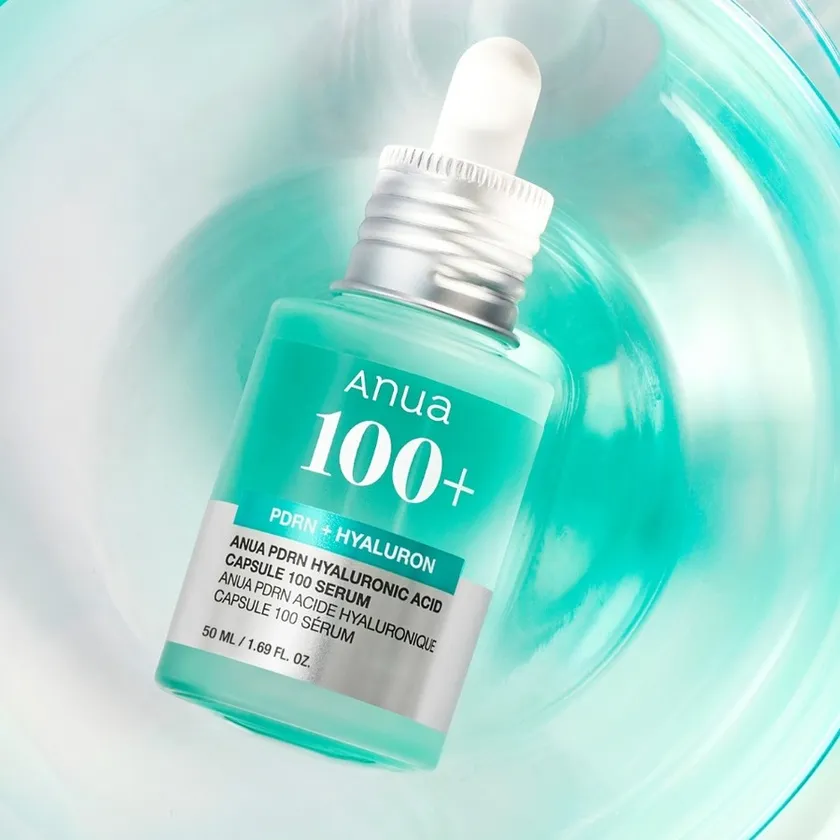 Anua
100+
PDRN + HYALURON
ANUA PDRN HYALURONIC ACID
CAPSULE 100 SERUM
ANUA PDRN ACIDE HYALURONIQUE
CAPSULE 100 SÉRUM
50 ML / 1.69 FL. OZ.